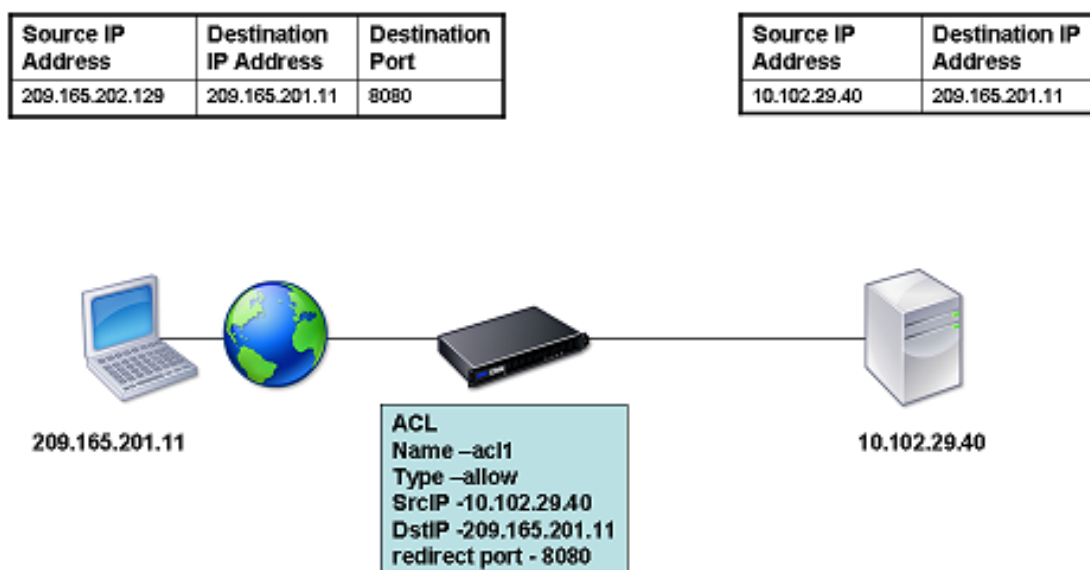 Source IP Address
Destination IP Address
Destination Port
209.165.202.129
209.165.201.11
8080
Source IP Address
Destination IP Address
10.102.29.40
209.165.201.11
209.165.201.11
10.102.29.40
ACL
Name –acl1
Type –allow
SrcIP -10.102.29.40
DstIP -209.165.201.11
redirect port - 8080